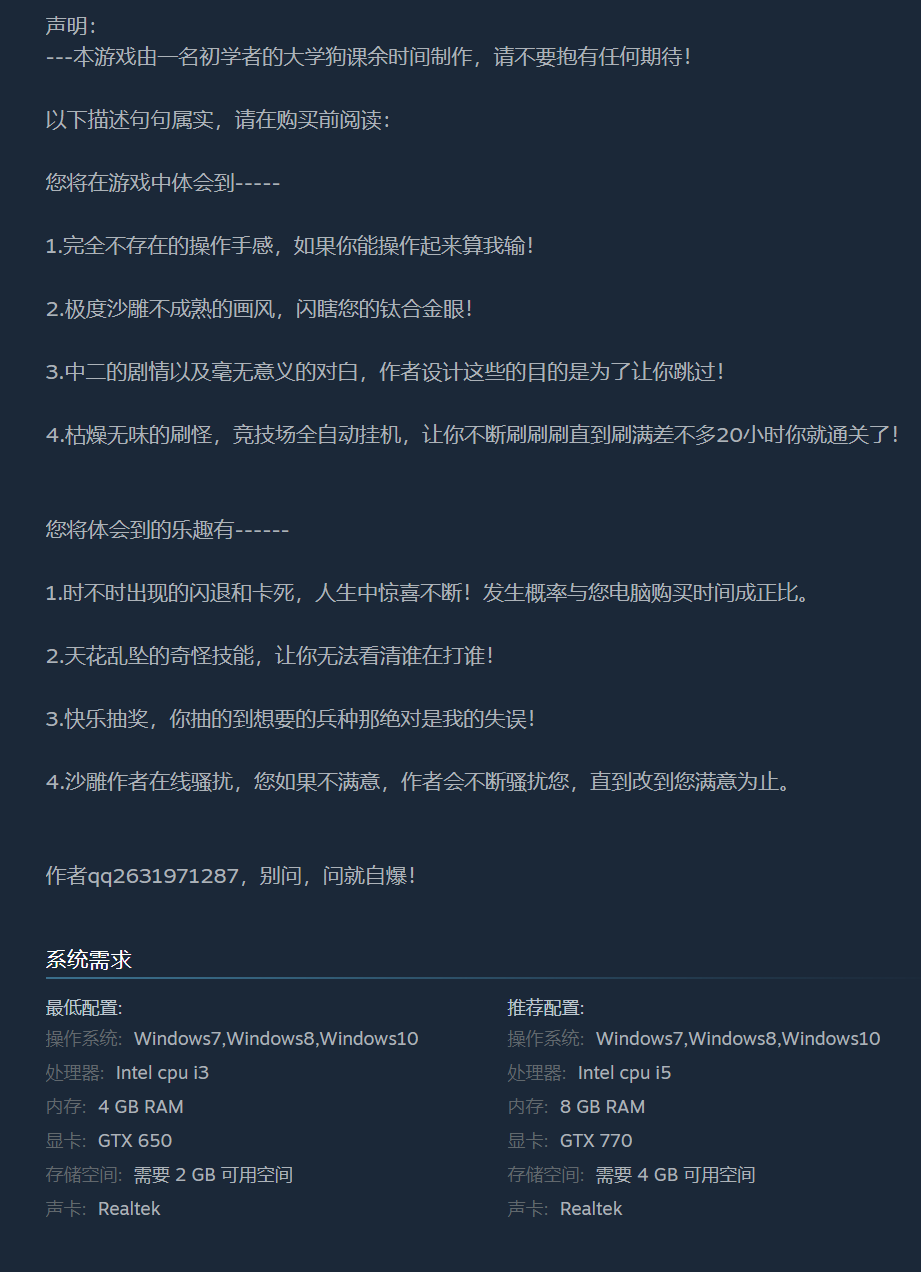 声明：
---本游戏由一名初学者的大学狗课余时间制作，请不要抱有任何期待！
以下描述句句属实，请在购买前阅读：
您将在游戏中体会到-----
1.完全不存在的操作手感，如果你能操作起来算我输！
2.极度沙雕不成熟的画风，闪瞎您的钛合金眼！
3.中二的剧情以及毫无意义的对白，作者设计这些的目的是为了让你跳过！
4.枯燥无味的刷怪，竞技场全自动挂机，让你不断刷刷刷直到刷满差不多20小时你就通关了！
您将体会到的乐趣有------
1.时不时出现的闪退和卡死，人生中惊喜不断！发生概率与您电脑购买时间成正比。
2.天花乱坠的奇怪技能，让你无法看清谁在打谁！
3.快乐抽奖，你抽的到想要的兵种那绝对是我的失误！
4.沙雕作者在线骚扰，您如果不满意，作者会不断骚扰您，直到改到您满意为止。
作者qq2631971287，别问，问就自爆！
系统需求
最低配置:
操作系统: Windows7,Windows8,Windows10
处理器: Intel cpu i3
内存: 4 GB RAM
显卡: GTX 650
存储空间: 需要 2 GB 可用空间
声卡: Realtek
推荐配置:
操作系统: Windows7,Windows8,Windows10
处理器: Intel cpu i5
内存: 8 GB RAM
显卡: GTX 770
存储空间: 需要 4 GB 可用空间
声卡: Realtek